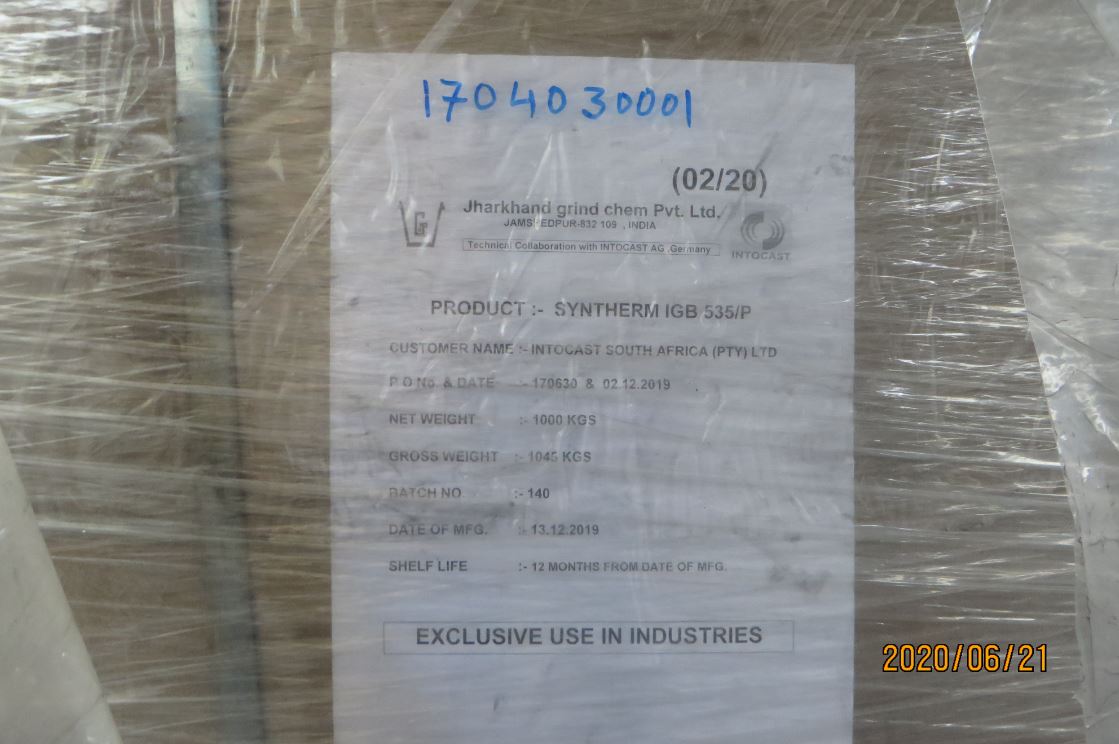 1704030001
(02/20)
Jharkhand grind chem Pvt. Ltd.
JAMSHEDPUR-832 109 , INDIA
Technical Collaboration with INTOCAST AG ,Germany
INTOCAST
PRODUCT :- SYNTHERM IGB 535/P
CUSTOMER NAME :- INTOCAST SOUTH AFRICA (PTY) LTD
P O No. & DATE :- 170630 & 02.12.2019
NET WEIGHT :- 1000 KGS
GROSS WEIGHT :- 1045 KGS
BATCH NO. :- 140
DATE OF MFG. :- 13.12.2019
SHELF LIFE :- 12 MONTHS FROM DATE OF MFG.
EXCLUSIVE USE IN INDUSTRIES
2020/06/21